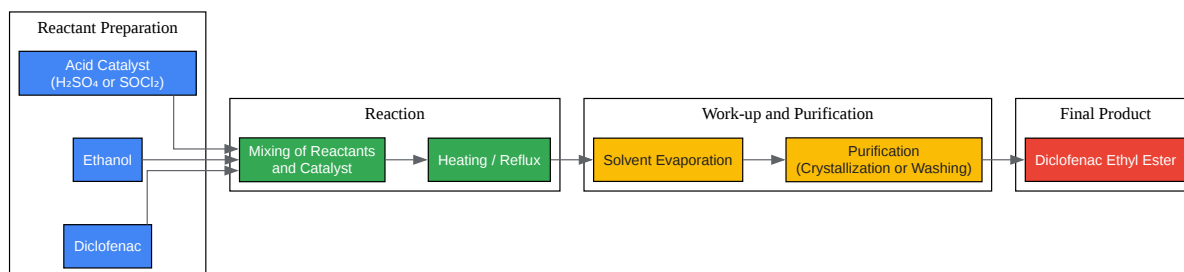 Reactant Preparation
Acid Catalyst
(H₂SO₄ or SOCl₂)
Ethanol
Diclofenac
Reaction
Mixing of Reactants
and Catalyst
Heating / Reflux
Work-up and Purification
Solvent Evaporation
Purification
(Crystallization or Washing)
Final Product
Diclofenac Ethyl Ester